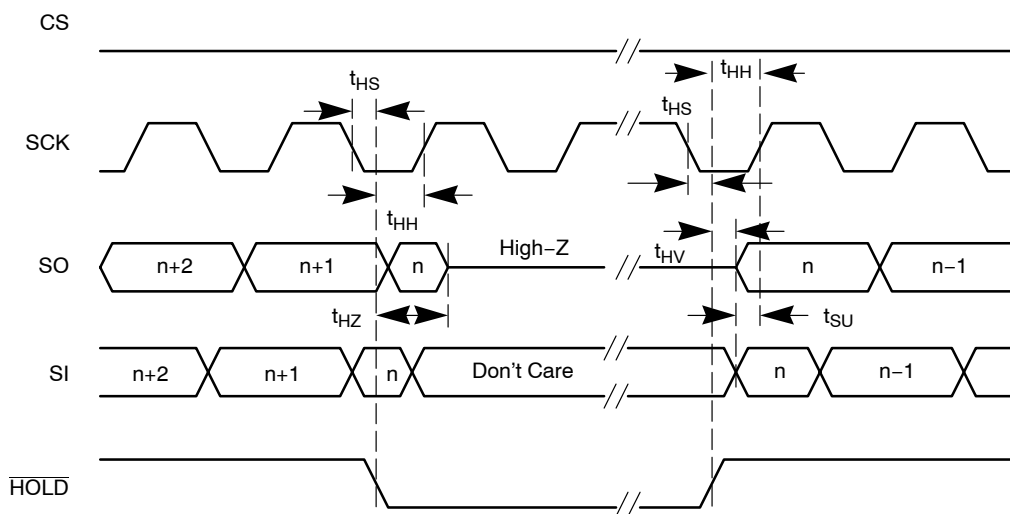 CS
tHH
tHS
tHS
SCK
tHH
High−Z
tHV
SO
n+2
n+1
n
n
n−1
tHZ
tSU
SI
n+2
n+1
n
Don't Care
n
n−1
HOLD